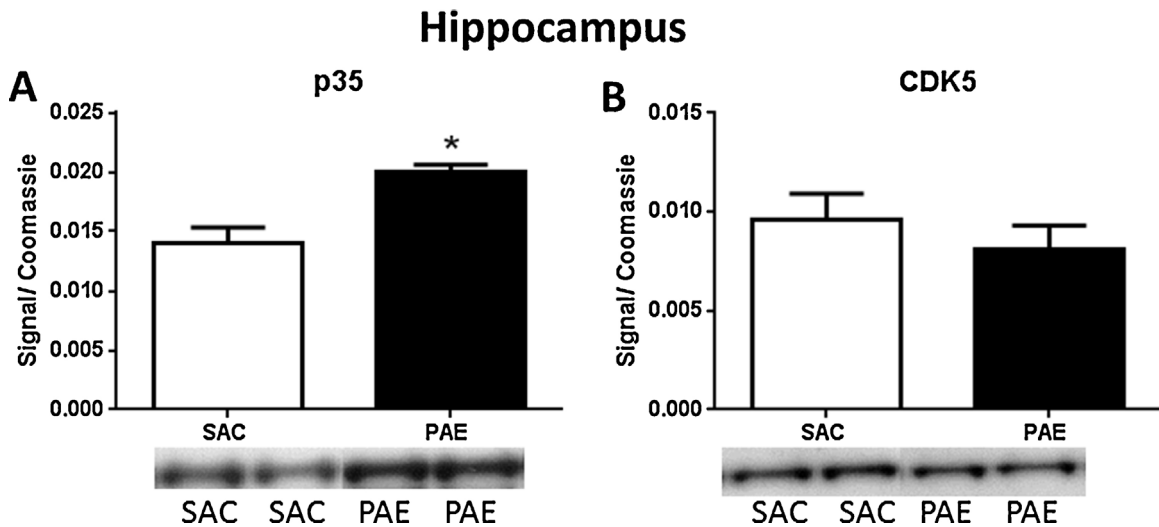 Hippocampus
A
p35
Signal/ Coomassie
0.025
0.020
0.015
0.010
0.005
0.000
*
SAC PAE
SAC SAC PAE PAE
B
CDK5
Signal/ Coomassie
0.015
0.010
0.005
0.000
SAC PAE
SAC SAC PAE PAE